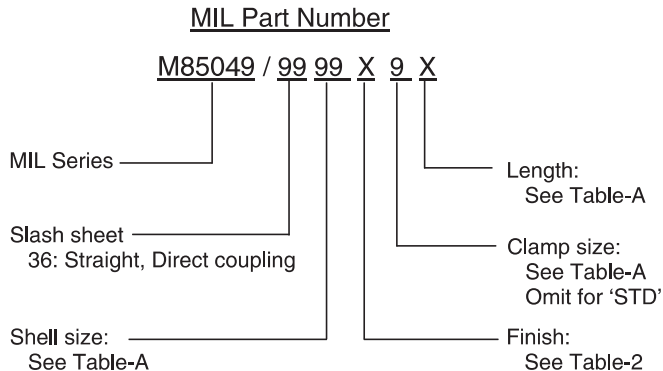 MIL Part Number
M85049 / 99 99 X 9 X
MIL Series
Slash sheet
36: Straight, Direct coupling
Shell size:
See Table-A
Length:
See Table-A
Clamp size:
See Table-A
Omit for 'STD'
Finish:
See Table-2